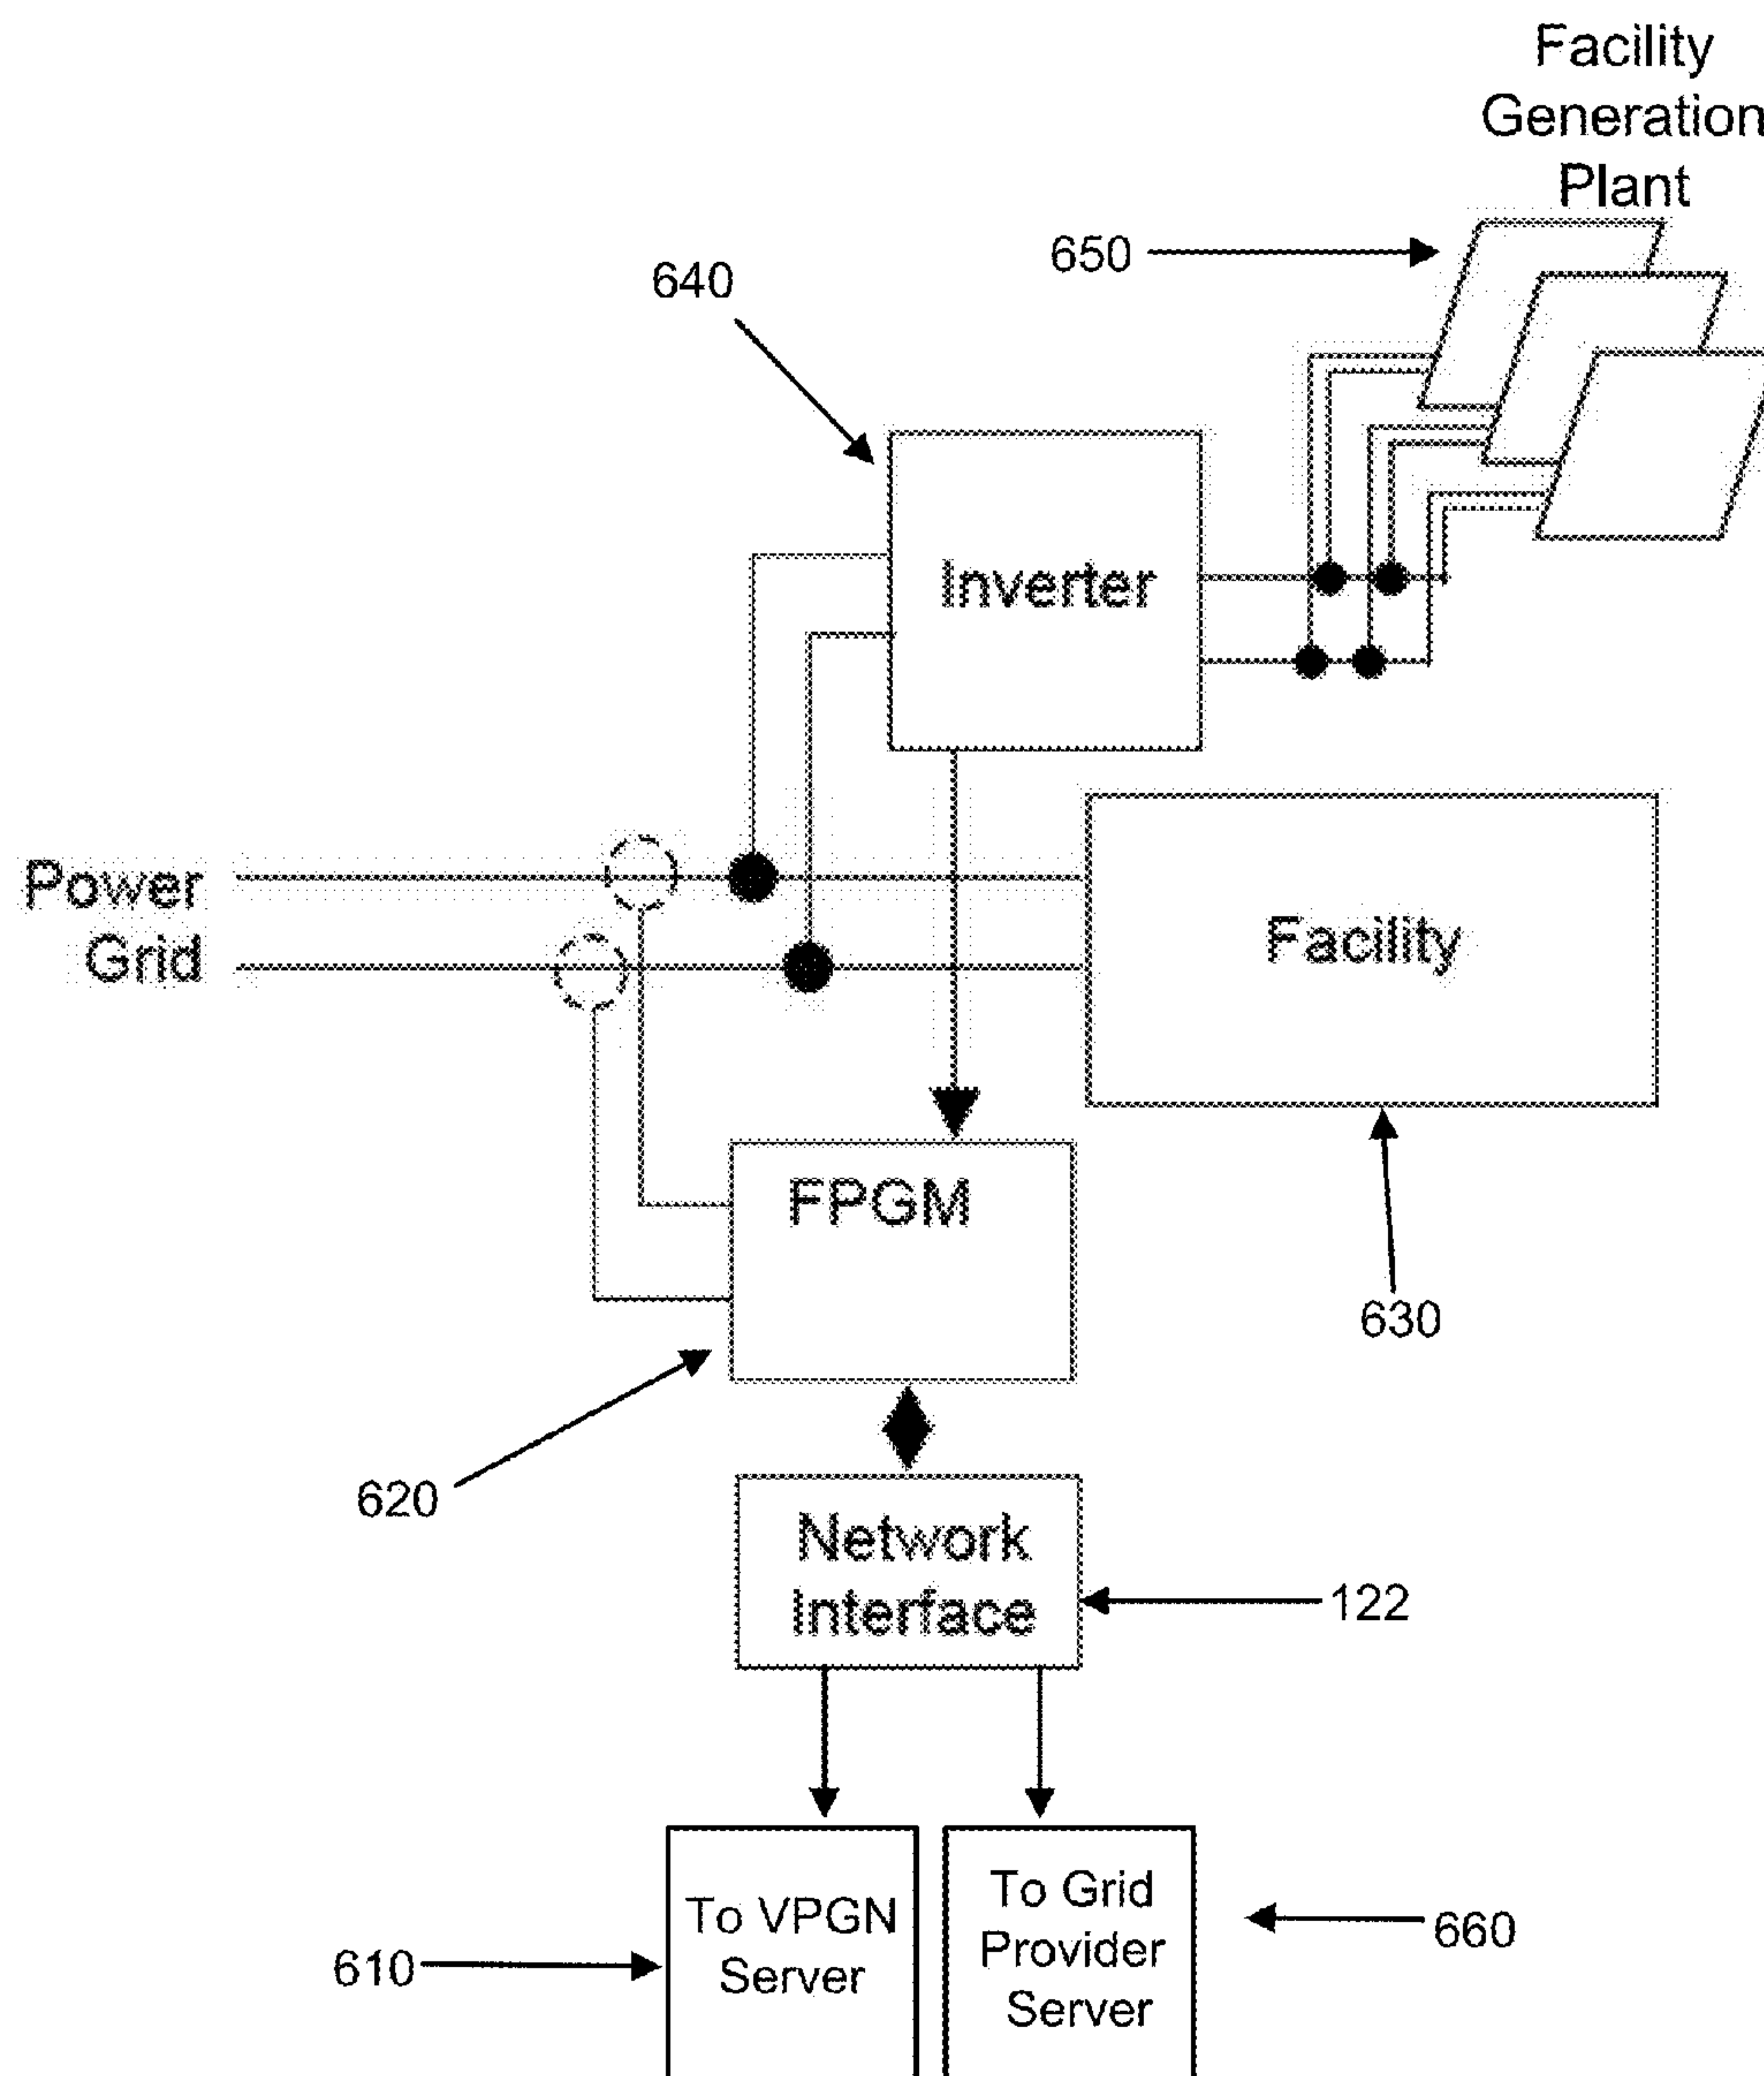 Facility
Generation
Plant
650
640
Inverter
Power
Grid
Facility
FPGM
630
620
Network
Interface
122
To VPGN
Server
610
To Grid
Provider
Server
660